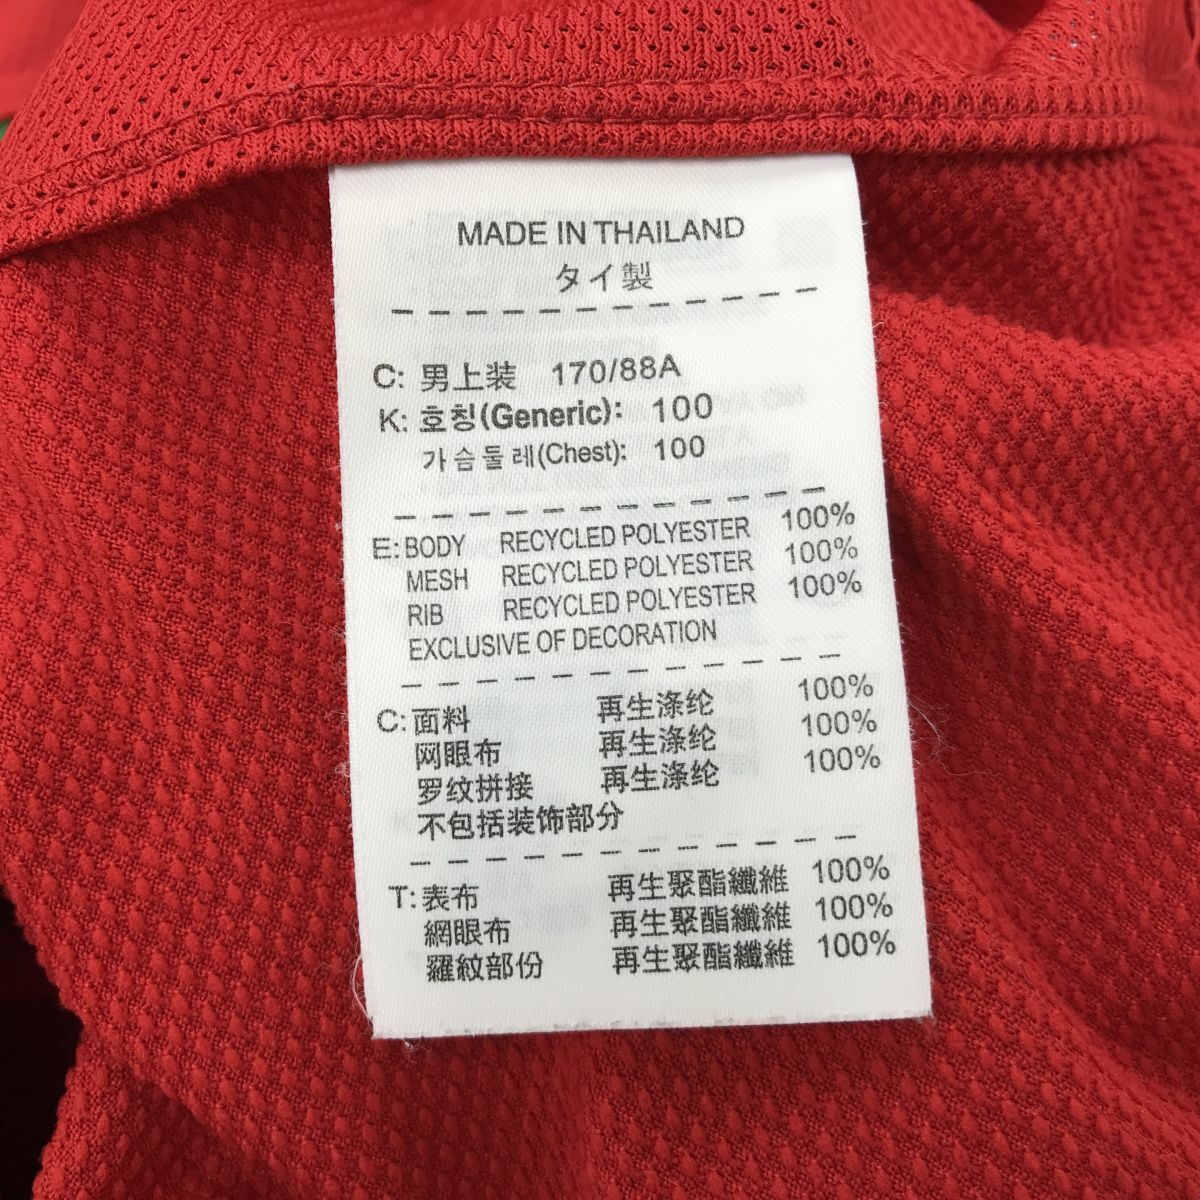 MADE IN THAILAND
タイ製
C: 男上装 170/88A
K: 호칭(Generic): 100
가슴둘레(Chest): 100
E: BODY RECYCLED POLYESTER 100%
MESH RECYCLED POLYESTER 100%
RIB RECYCLED POLYESTER 100%
EXCLUSIVE OF DECORATION
C: 面料 再生涤纶 100%
网眼布 再生涤纶 100%
罗纹拼接 再生涤纶 100%
不包括装饰部分
T: 表布 再生聚酯纖維 100%
網眼布 再生聚酯纖維 100%
羅紋部份 再生聚酯纖維 100%